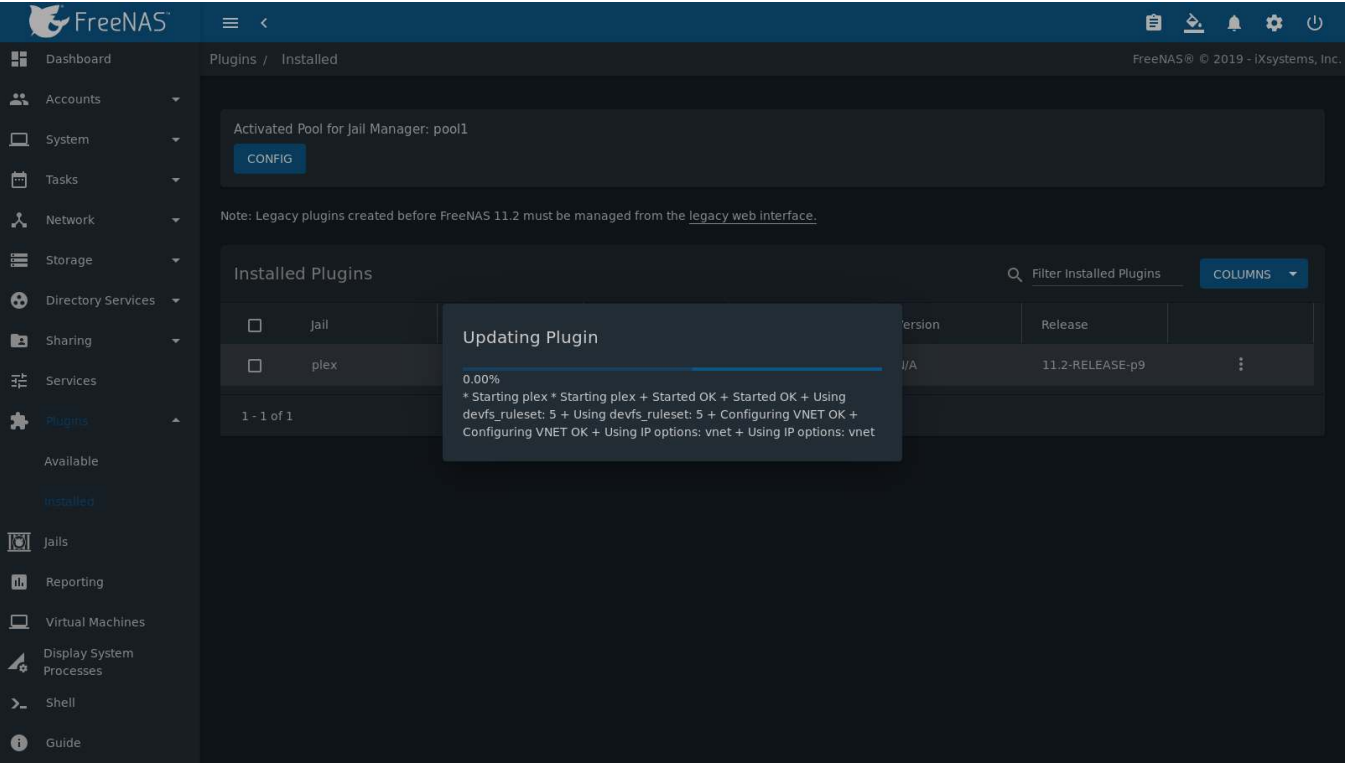 FreeNAS®
Plugins / Installed
FreeNAS® © 2019 - iXsystems, Inc.
Dashboard
Accounts
System
Tasks
Network
Storage
Directory Services
Sharing
Services
Plugins
Available
Installed
Jails
Reporting
Virtual Machines
Display System
Processes
Shell
Guide
Activated Pool for Jail Manager: pool1
CONFIG
Note: Legacy plugins created before FreeNAS 11.2 must be managed from the legacy web interface.
Installed Plugins
Filter Installed Plugins
COLUMNS
Jail
Release
plex
11.2-RELEASE-p9
1 - 1 of 1
Updating Plugin
0.00%
* Starting plex * Starting plex + Started OK + Started OK + Using
devfs_ruleset: 5 + Using devfs_ruleset: 5 + Configuring VNET OK +
Configuring VNET OK + Using IP options: vnet + Using IP options: vnet